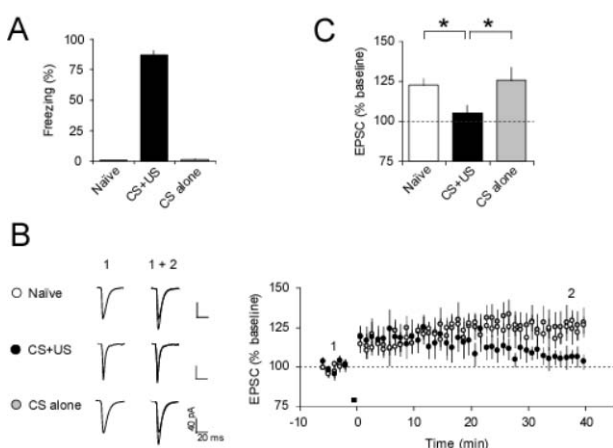 A
Freezing (%)
100
75
50
25
0
Naïve
CS+US
CS alone
C
* *
EPSC (% baseline)
150
125
100
75
Naïve
CS+US
CS alone
B
1 1 + 2
Naïve
CS+US
CS alone
40 pA
20 ms
EPSC (% baseline)
150
125
100
75
1
2
-10 0 10 20 30 40
Time (min)